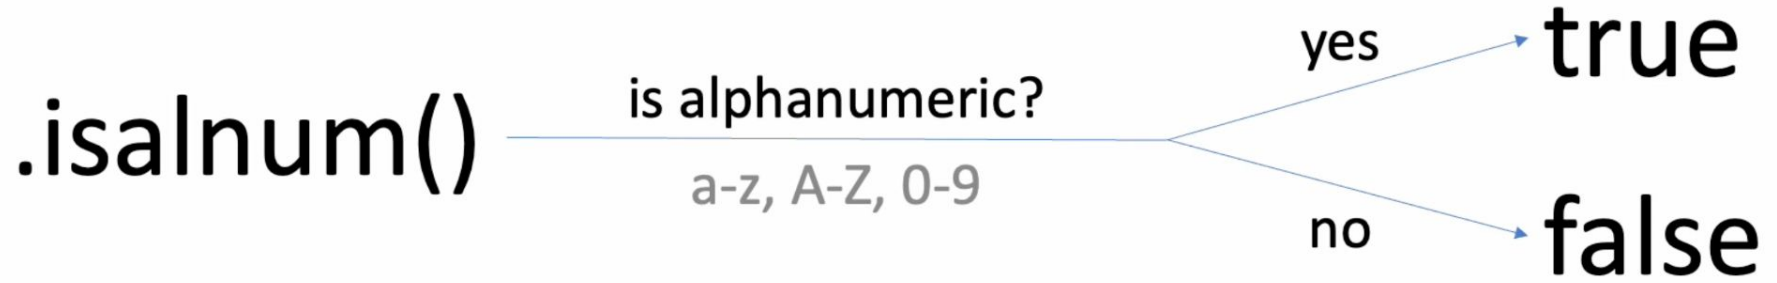 .isalnum()
is alphanumeric?
a-z, A-Z, 0-9
yes
true
no
false